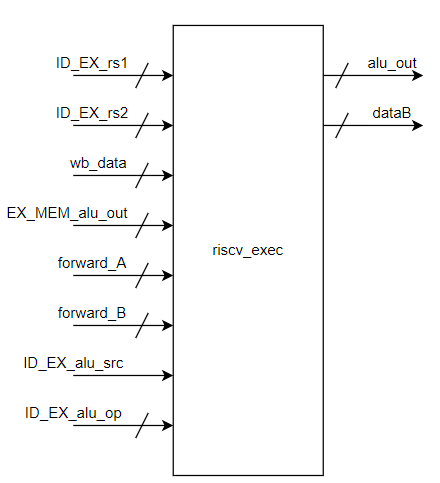 ID_EX_rs1
alu_out
ID_EX_rs2
dataB
wb_data
EX_MEM_alu_out
riscv_exec
forward_A
forward_B
ID_EX_alu_src
ID_EX_alu_op